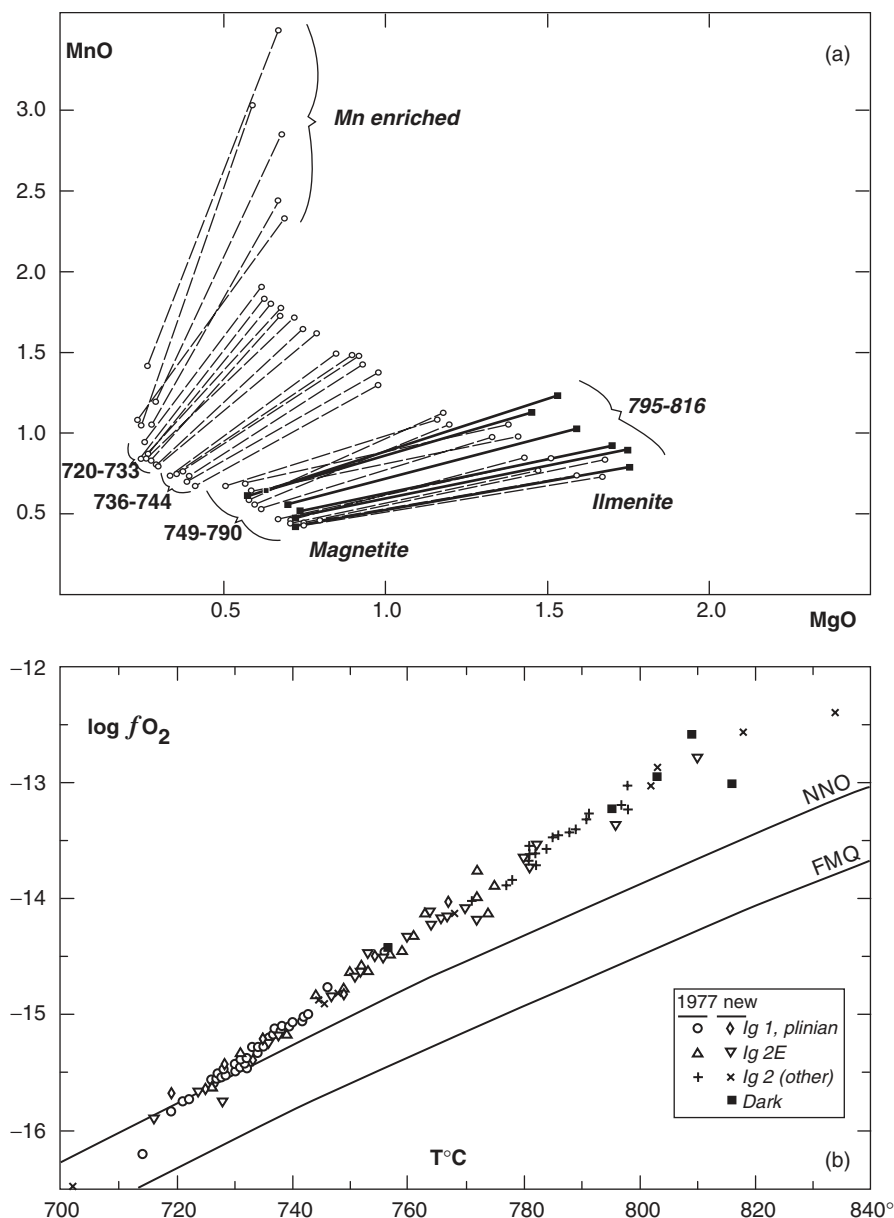 MnO
(a)
3.0
Mn enriched
2.5
2.0
1.5
795-816
1.0
720-733
736-744
Ilmenite
0.5
749-790
Magnetite
0.5 1.0 1.5 2.0
MgO
−12
log fO2
−13
NNO
FMQ
−14
−15
1977 new
Ig 1, plinian
Ig 2E
Ig 2 (other)
Dark
−16
T°C
(b)
700 720 740 760 780 800 820 840°